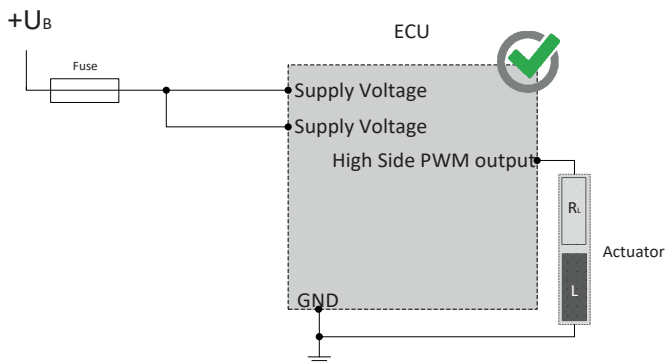 +UB
ECU
Fuse
Supply Voltage
Supply Voltage
High Side PWM output
RL
Actuator
L
GND